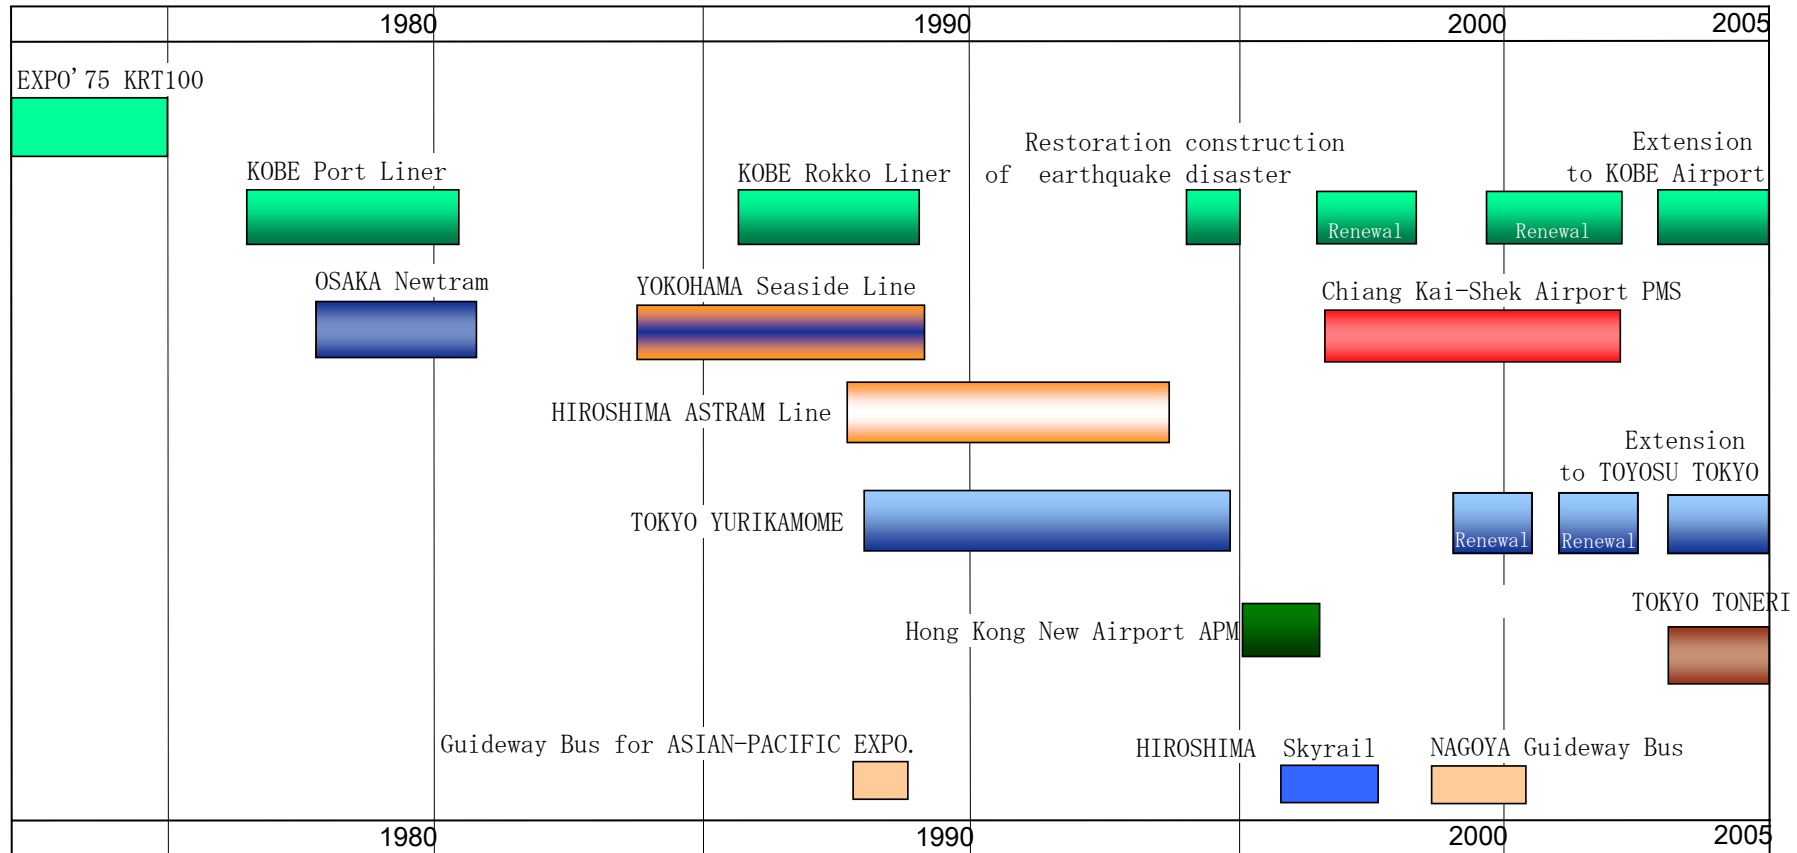 1980 1990 2000 2005
EXPO'75 KRT100
Restoration construction
of earthquake disaster
Extension
to KOBE Airport
KOBE Port Liner
KOBE Rokko Liner
Renewal
Renewal
OSAKA Newtram
YOKOHAMA Seaside Line
Chiang Kai-Shek Airport PMS
HIROSHIMA ASTRAM Line
Extension
to TOYOSU TOKYO
TOKYO YURIKAMOME
Renewal
Renewal
TOKYO TONERI
Hong Kong New Airport APM
Guideway Bus for ASIAN-PACIFIC EXPO.
HIROSHIMA Skyrail
NAGOYA Guideway Bus
1980 1990 2000 2005